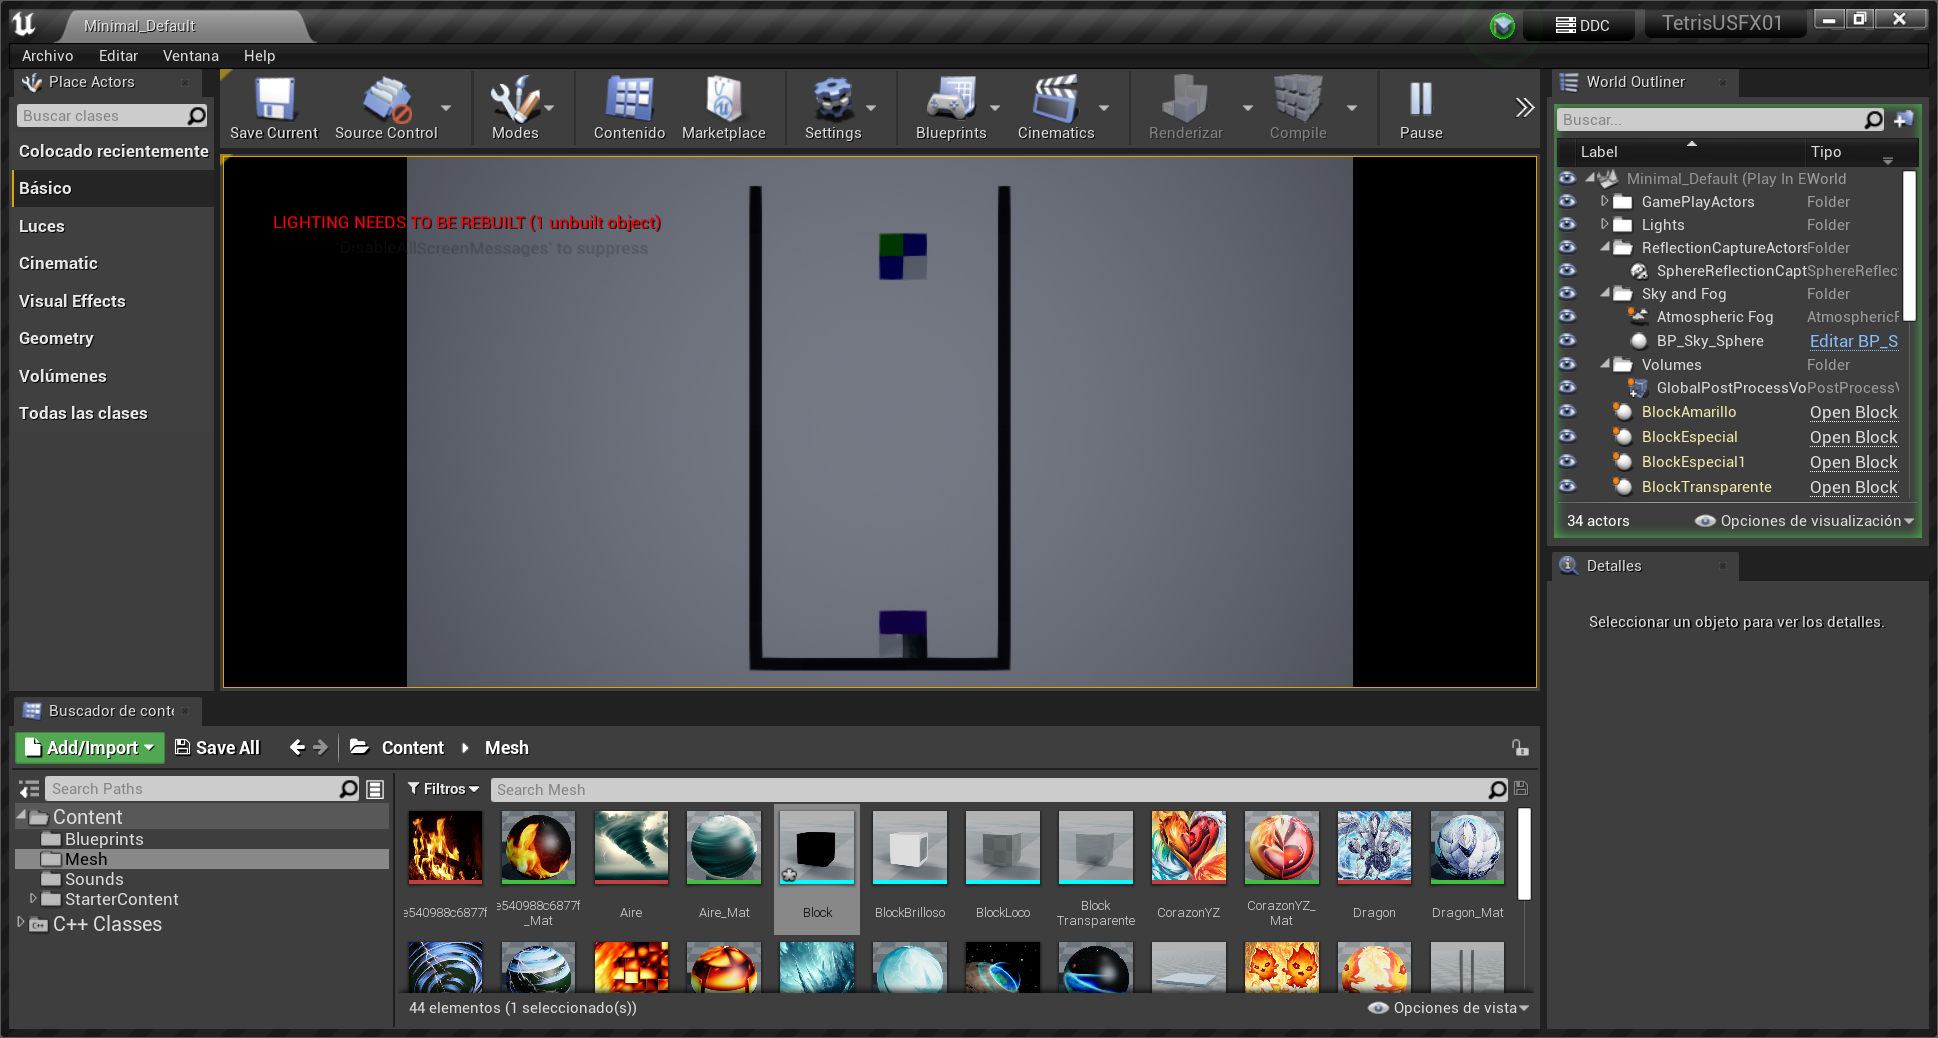 Minimal_Default
DDC
TetrisUSFX01
Archivo
Editar
Ventana
Help
Place Actors
Buscar clases
Colocado recientemente
Básico
Luces
Cinematic
Visual Effects
Geometry
Volúmenes
Todas las clases
Save Current
Source Control
Modes
Contenido
Marketplace
Settings
Blueprints
Cinematics
Renderizar
Compile
Pause
LIGHTING NEEDS TO BE REBUILT (1 unbuilt object)
'DisableAllScreenMessages' to suppress
World Outliner
Buscar...
Label
Tipo
Minimal_Default (Play In E
World
GamePlayActors
Folder
Lights
Folder
ReflectionCaptureActors
Folder
SphereReflectionCapt
SphereReflec
Sky and Fog
Folder
Atmospheric Fog
AtmosphericF
BP_Sky_Sphere
Editar BP_S
Volumes
Folder
GlobalPostProcessVo
PostProcessV
BlockAmarillo
Open Block
BlockEspecial
Open Block
BlockEspecial1
Open Block
BlockTransparente
Open Block
34 actors
Opciones de visualización
Detalles
Seleccionar un objeto para ver los detalles.
Buscador de conte
Add/Import
Save All
Content
Mesh
Search Paths
Content
Blueprints
Mesh
Sounds
StarterContent
C++ Classes
Filtros
Search Mesh
e540988c6877f
e540988c6877f
_Mat
Aire
Aire_Mat
Block
BlockBrilloso
BlockLoco
Block
Transparente
CorazonYZ
CorazonYZ_
Mat
Dragon
Dragon_Mat
44 elementos (1 seleccionado(s))
Opciones de vista